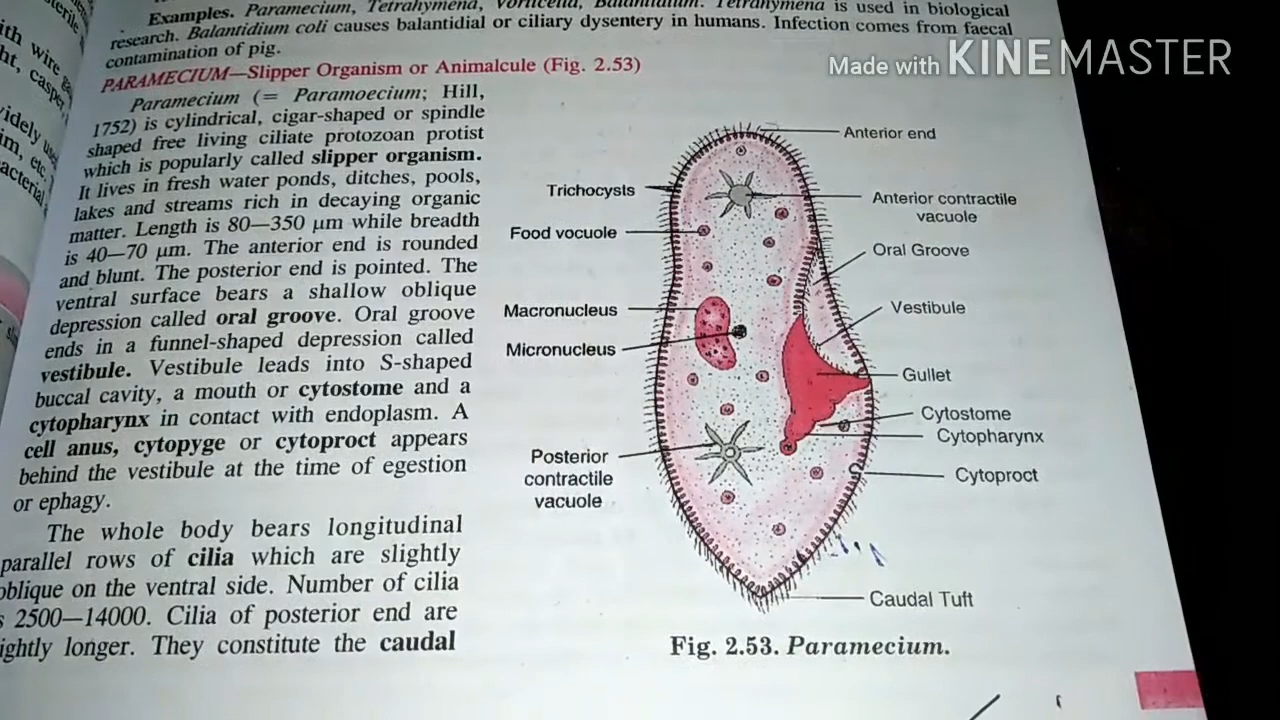 Examples. Paramecium, Tetrahymena, Vorticella, Balantidium. Tetrahymena is used in biological
research. Balantidium coli causes balantidial or ciliary dysentery in humans. Infection comes from faecal
contamination of pig.
Made with KINEMASTER
PARAMECIUM—Slipper Organism or Animalcule (Fig. 2.53)
Paramecium (= Paramoecium; Hill,
1752) is cylindrical, cigar-shaped or spindle
shaped free living ciliate protozoan protist
which is popularly called slipper organism.
It lives in fresh water ponds, ditches, pools,
lakes and streams rich in decaying organic
matter. Length is 80—350 μm while breadth
is 40—70 μm. The anterior end is rounded
and blunt. The posterior end is pointed. The
ventral surface bears a shallow oblique
depression called oral groove. Oral groove
ends in a funnel-shaped depression called
vestibule. Vestibule leads into S-shaped
buccal cavity, a mouth or cytostome and a
cytopharynx in contact with endoplasm. A
cell anus, cytopyge or cytoproct appears
behind the vestibule at the time of egestion
or ephagy.
The whole body bears longitudinal
parallel rows of cilia which are slightly
oblique on the ventral side. Number of cilia
2500—14000. Cilia of posterior end are
longer. They constitute the caudal
Trichocysts
Food vocuole
Macronucleus
Micronucleus
Posterior
contractile
vacuole
Anterior end
Anterior contractile
vacuole
Oral Groove
Vestibule
Gullet
Cytostome
Cytopharynx
Cytoproct
Caudal Tuft
Fig. 2.53. Paramecium.